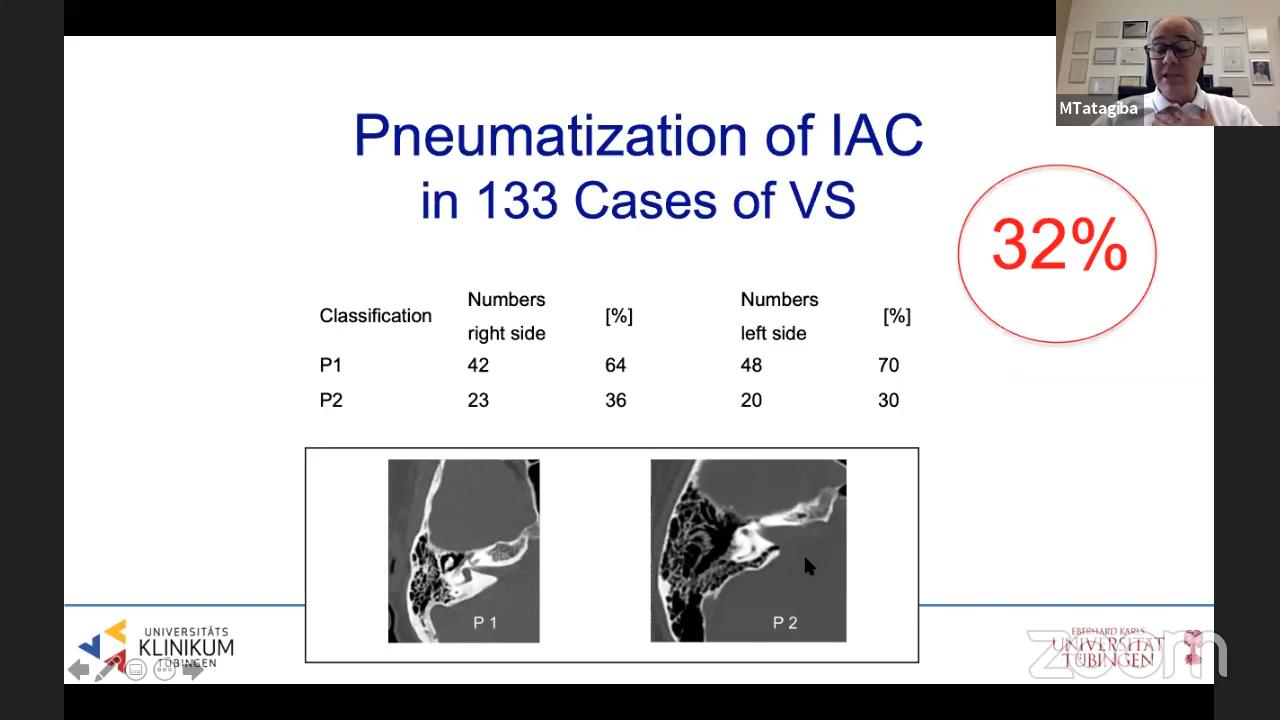 MTatagiba
Pneumatization of IAC
in 133 Cases of VS
32%
Classification Numbers right side [%] Numbers left side [%]
P1 42 64 48 70
P2 23 36 20 30
P 1
P 2
UNIVERSITÄTS
KLINIKUM
TÜBINGEN
EBERHARD KARLS
UNIVERSITÄT
TÜBINGEN
zoom